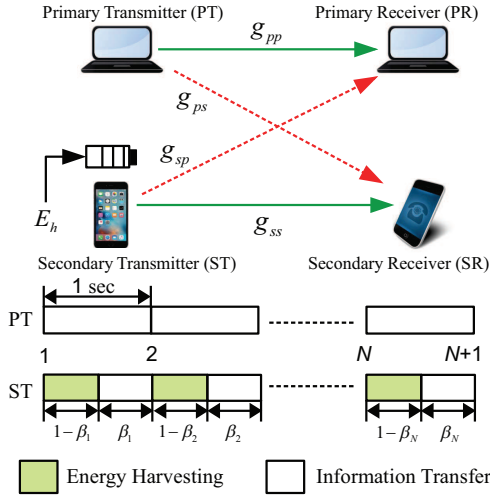 Primary Transmitter (PT) Primary Receiver (PR)
g_pp
g_ps
g_sp
E_h
g_ss
Secondary Transmitter (ST) Secondary Receiver (SR)
1 sec
PT
1 2 N N+1
ST
1−β_1 β_1 1−β_2 β_2 1−β_N β_N
Energy Harvesting Information Transfer